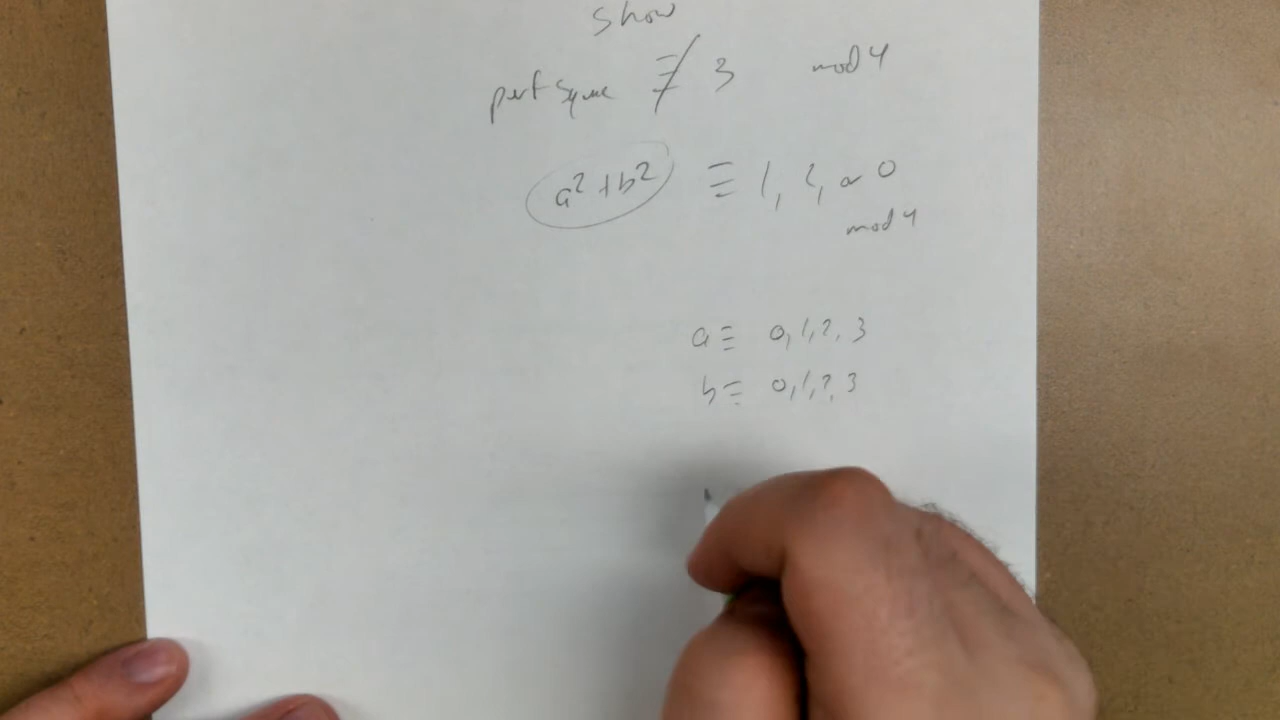 Show
perf square ≢ 3 mod 4
a² + b² ≡ 1, 2, or 0
mod 4
a ≡ 0, 1, 2, 3
b ≡ 0, 1, 2, 3